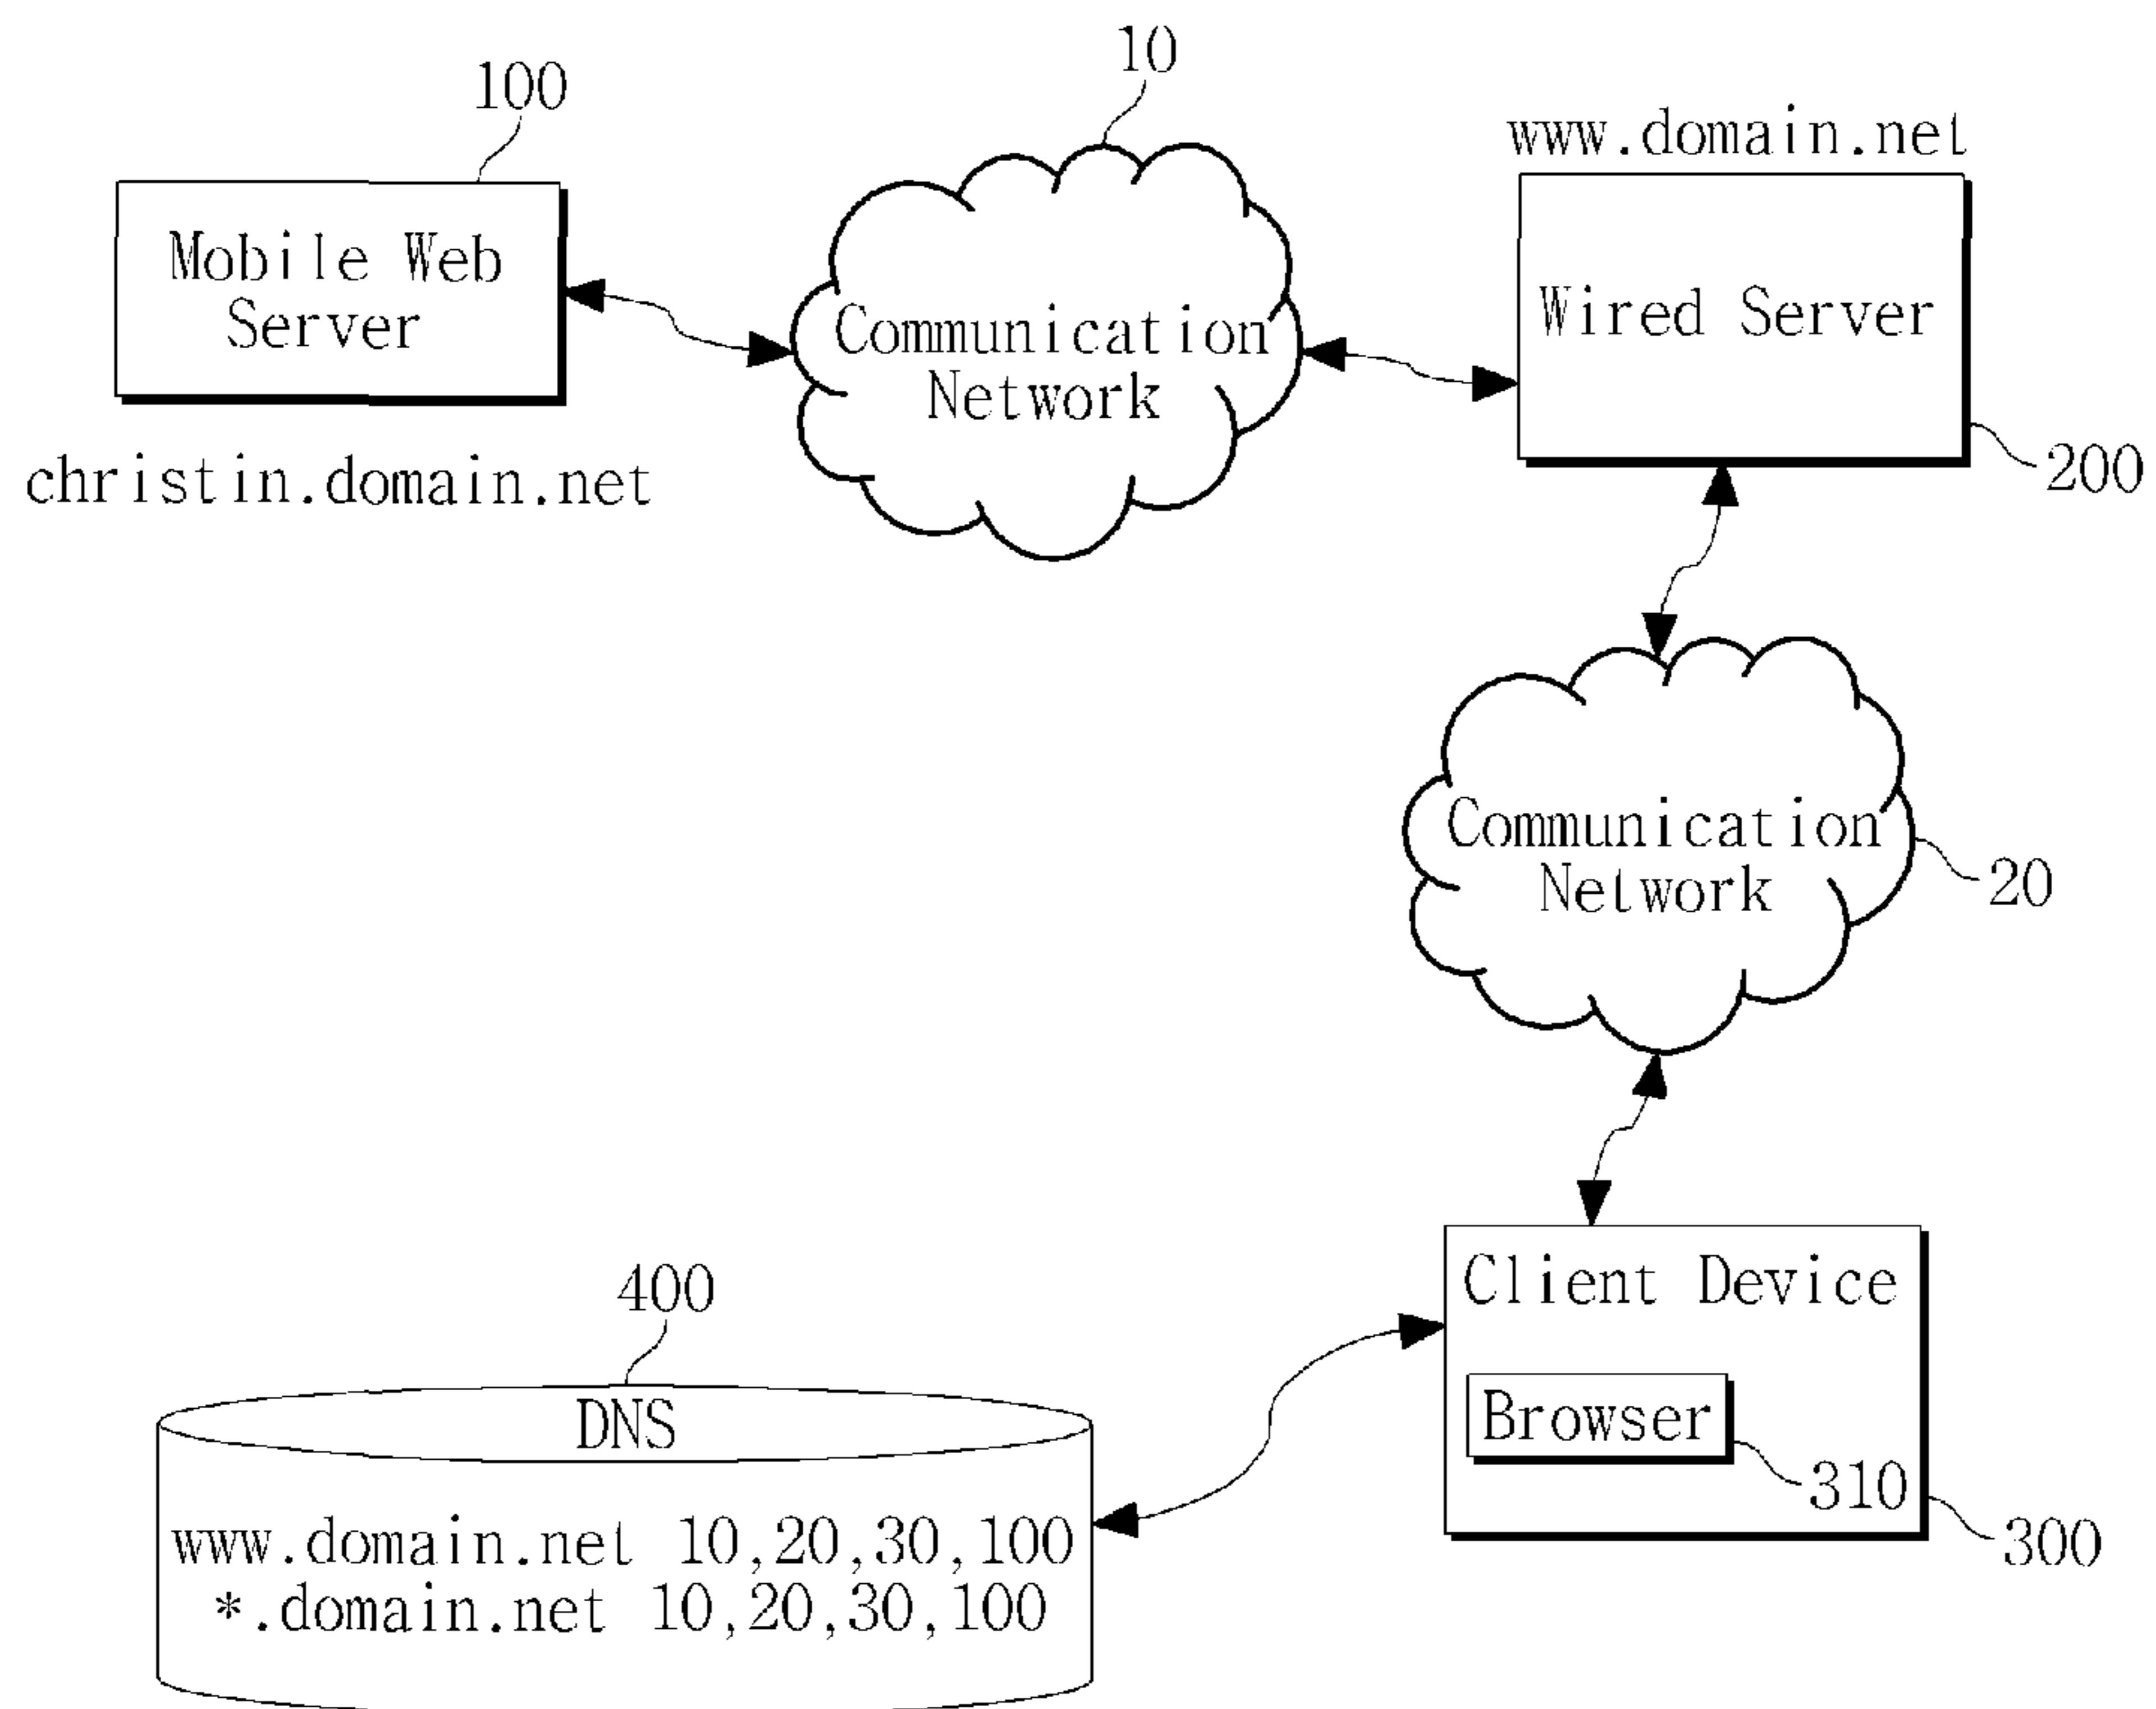 10
100
www.domain.net
Mobile Web
Server
Communication
Network
Wired Server
christin.domain.net
200
Communication
Network
20
Client Device
400
DNS
Browser
310
www.domain.net 10,20,30,100
300
*.domain.net 10,20,30,100